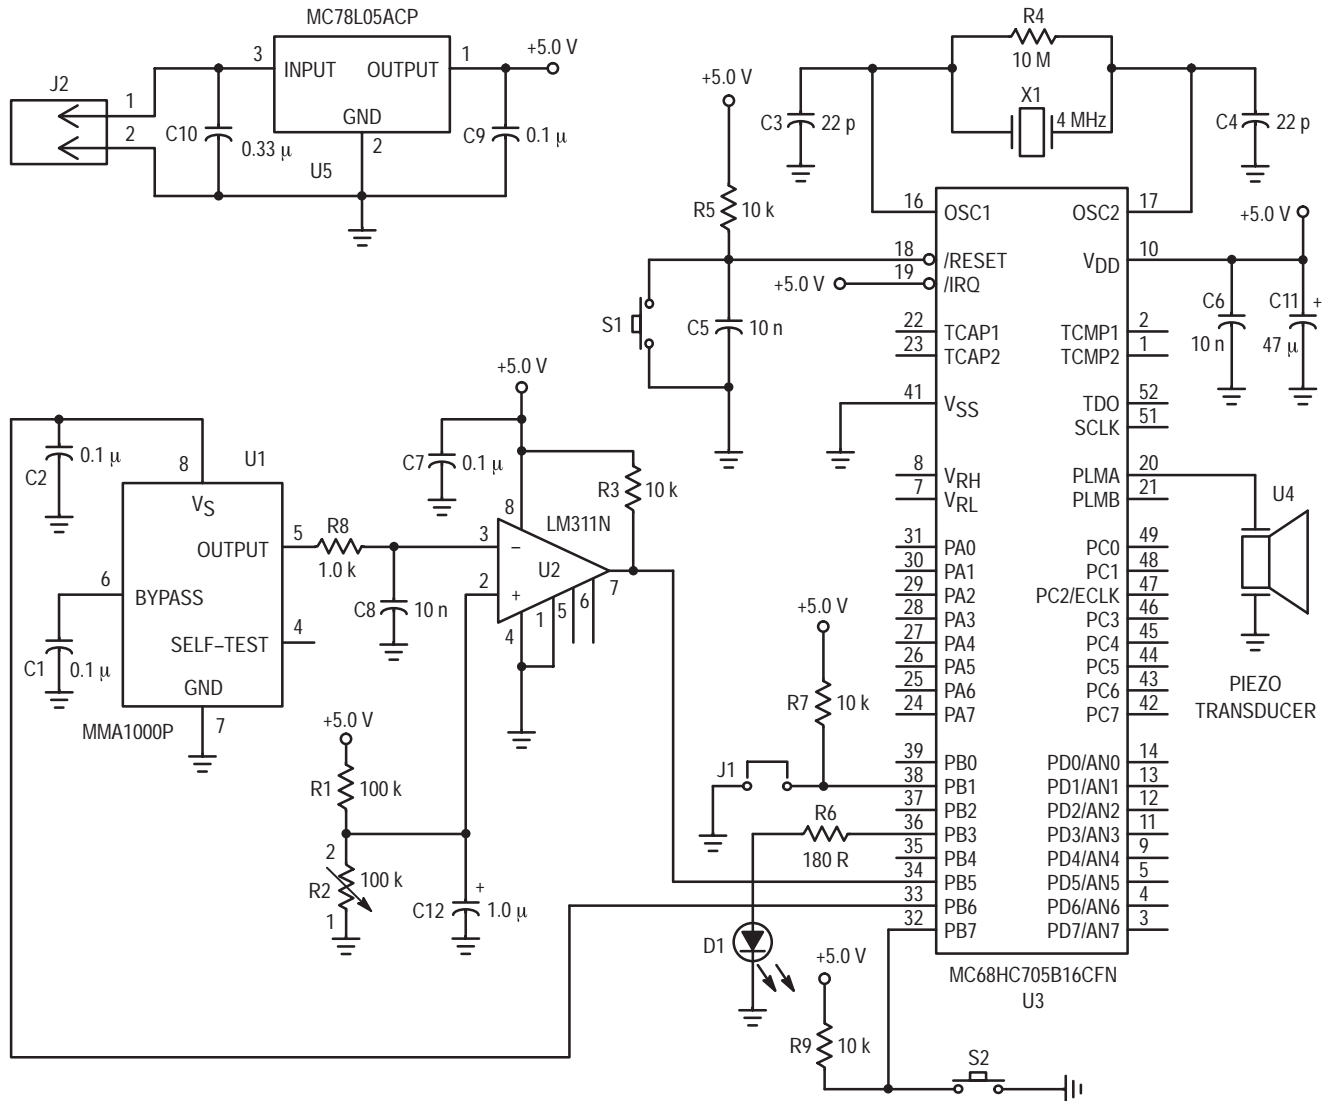 MC78L05ACP
J2
1
2
3
INPUT
OUTPUT
1
+5.0 V
GND
2
C10
0.33 μ
U5
C9
0.1 μ
R4
10 M
X1
4 MHz
C3
22 p
C4
22 p
+5.0 V
R5
10 k
S1
C5
10 n
+5.0 V
16
OSC1
OSC2
17
18
/RESET
VDD
10
19
/IRQ
+5.0 V
C6
10 n
C11
+
47 μ
22
TCAP1
TCMP1
2
23
TCAP2
TCMP2
1
41
VSS
TDO
52
SCLK
51
8
VRH
PLMA
20
7
VRL
PLMB
21
31
PA0
PC0
49
30
PA1
PC1
48
29
PA2
PC2/ECLK
47
28
PA3
PC3
46
27
PA4
PC4
45
26
PA5
PC5
44
25
PA6
PC6
43
24
PA7
PC7
42
39
PB0
PD0/AN0
14
38
PB1
PD1/AN1
13
37
PB2
PD2/AN2
12
36
PB3
PD3/AN3
11
35
PB4
PD4/AN4
9
34
PB5
PD5/AN5
5
33
PB6
PD6/AN6
4
32
PB7
PD7/AN7
3
MC68HC705B16CFN
U3
U4
PIEZO
TRANSDUCER
C2
0.1 μ
8
U1
VS
OUTPUT
5
6
BYPASS
SELF–TEST
4
GND
7
C1
0.1 μ
MMA1000P
R8
1.0 k
C8
10 n
+5.0 V
C7
0.1 μ
R3
10 k
LM311N
8
3
–
2
+
U2
7
4
1
5
6
+5.0 V
R1
100 k
2
R2
100 k
1
C12
+
1.0 μ
+5.0 V
R7
10 k
J1
R6
180 R
D1
+5.0 V
R9
10 k
S2